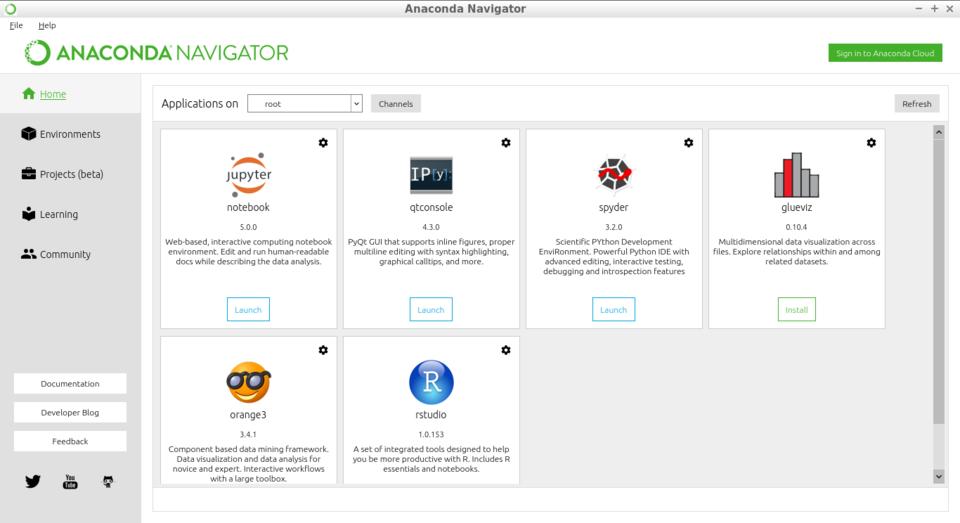 Anaconda Navigator
File Help
ANACONDA NAVIGATOR
Sign in to Anaconda Cloud
Home
Environments
Projects (beta)
Learning
Community
Documentation
Developer Blog
Feedback
You
Tube
Applications on root Channels Refresh
jupyter
notebook
5.0.0
Web-based, interactive computing notebook
environment. Edit and run human-readable
docs while describing the data analysis.
Launch
IP[y]:
qtconsole
4.3.0
PyQt GUI that supports inline figures, proper
multiline editing with syntax highlighting,
graphical calltips, and more.
Launch
spyder
3.2.0
Scientific PYthon Development
EnviRonment. Powerful Python IDE with
advanced editing, interactive testing,
debugging and introspection features
Launch
glueviz
0.10.4
Multidimensional data visualization across
files. Explore relationships within and among
related datasets.
Install
orange3
3.4.1
Component based data mining framework.
Data visualization and data analysis for
novice and expert. Interactive workflows
with a large toolbox.
R
rstudio
1.0.153
A set of integrated tools designed to help
you be more productive with R. Includes R
essentials and notebooks.